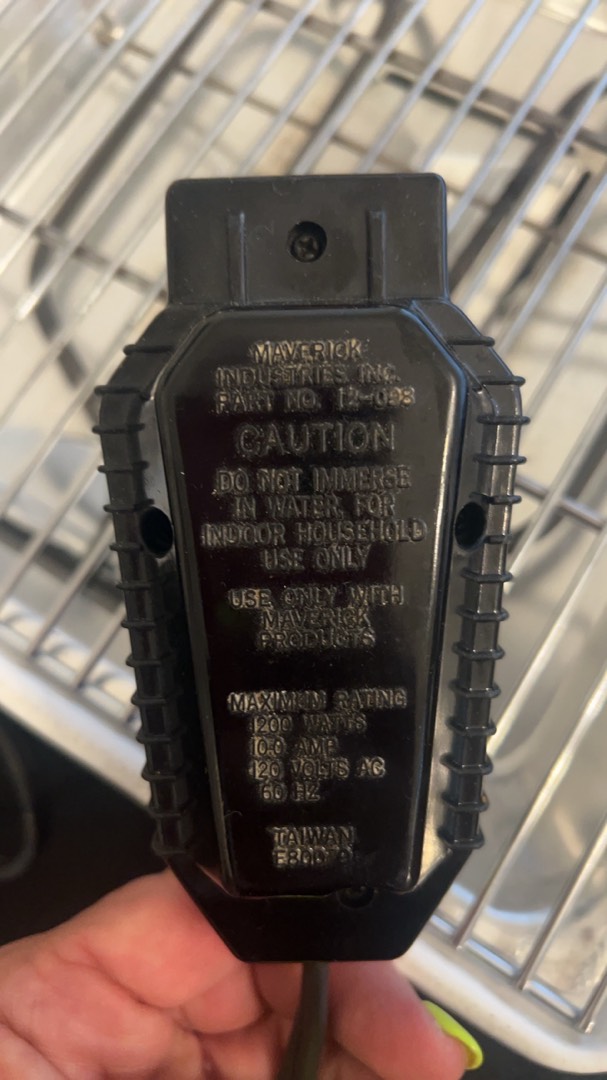 MAVERICK
INDUSTRIES INC.
PART NO. 12-098
CAUTION
DO NOT IMMERSE
IN WATER. FOR
INDOOR HOUSEHOLD
USE ONLY
USE ONLY WITH
MAVERICK
PRODUCTS
MAXIMUM RATING
1200 WATTS
10.0 AMP
120 VOLTS AC
60 HZ
TAIWAN